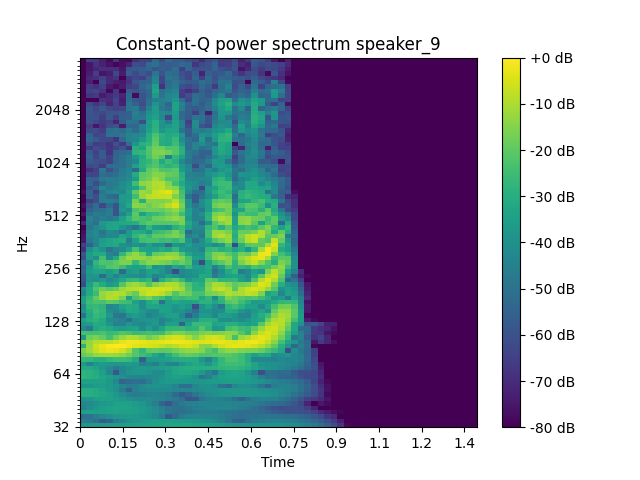 Constant-Q power spectrum speaker_9
Hz
2048
1024
512
256
128
64
32
0 0.15 0.3 0.45 0.6 0.75 0.9 1.1 1.2 1.4
Time
+0 dB
-10 dB
-20 dB
-30 dB
-40 dB
-50 dB
-60 dB
-70 dB
-80 dB